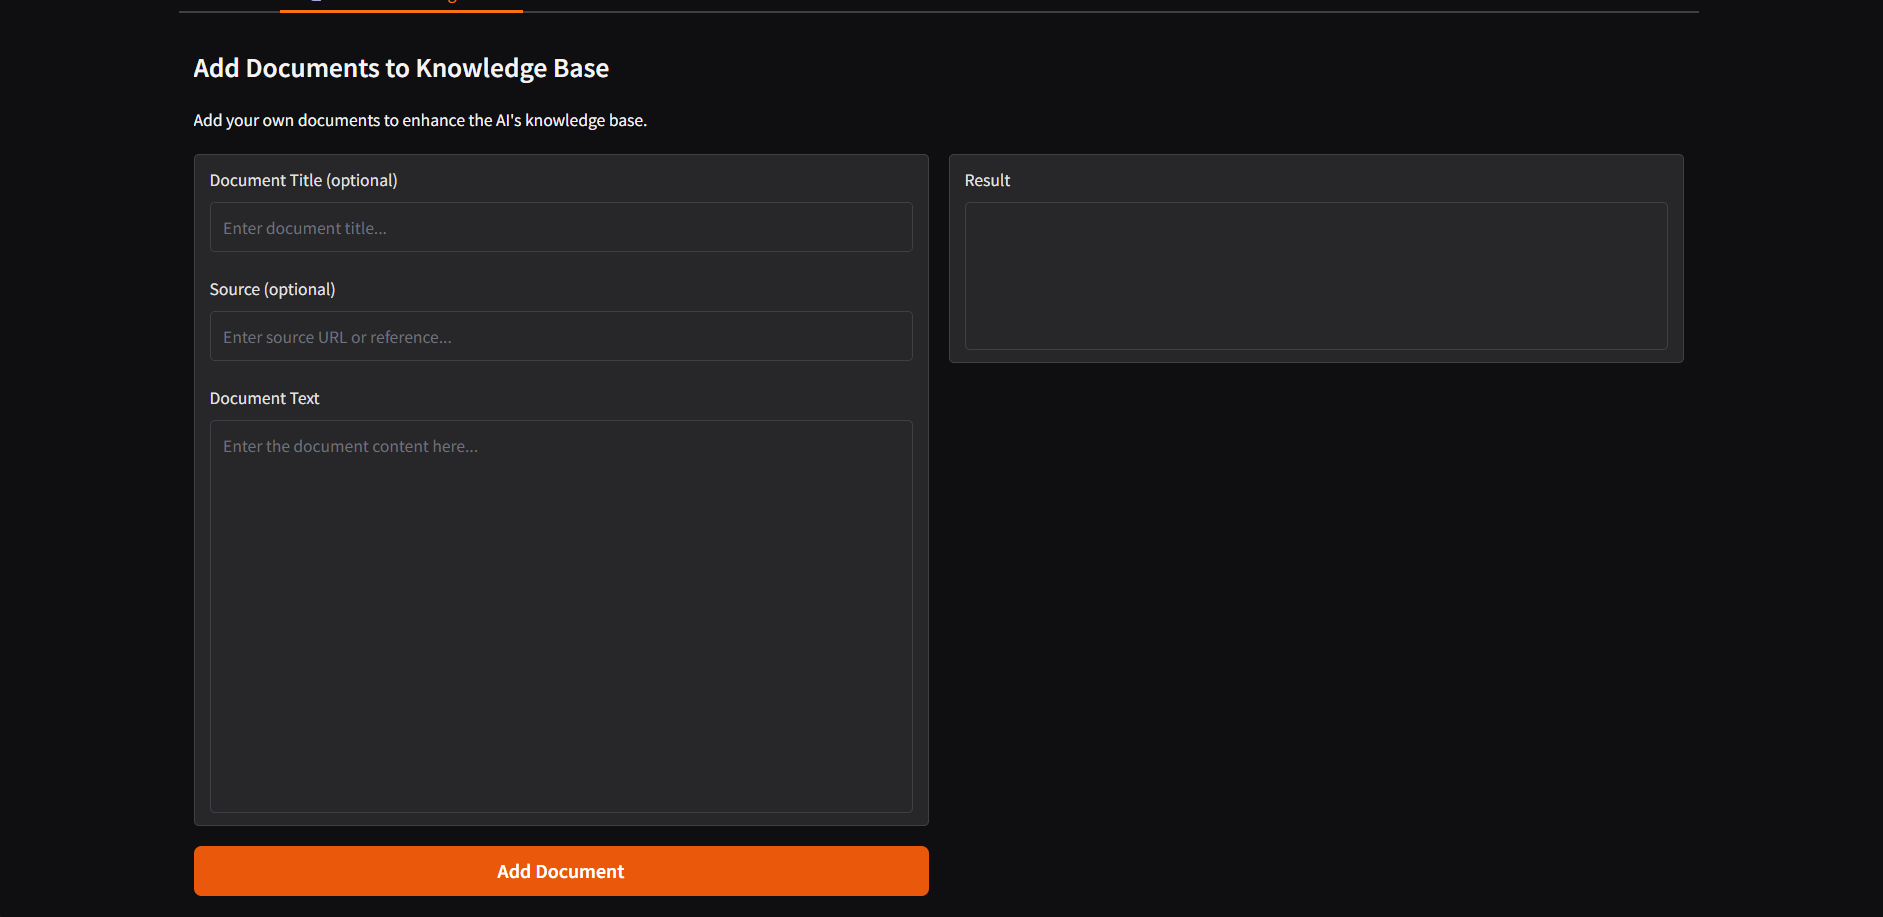 Add Documents to Knowledge Base
Add your own documents to enhance the AI's knowledge base.
Document Title (optional)
Enter document title...
Source (optional)
Enter source URL or reference...
Document Text
Enter the document content here...
Add Document
Result